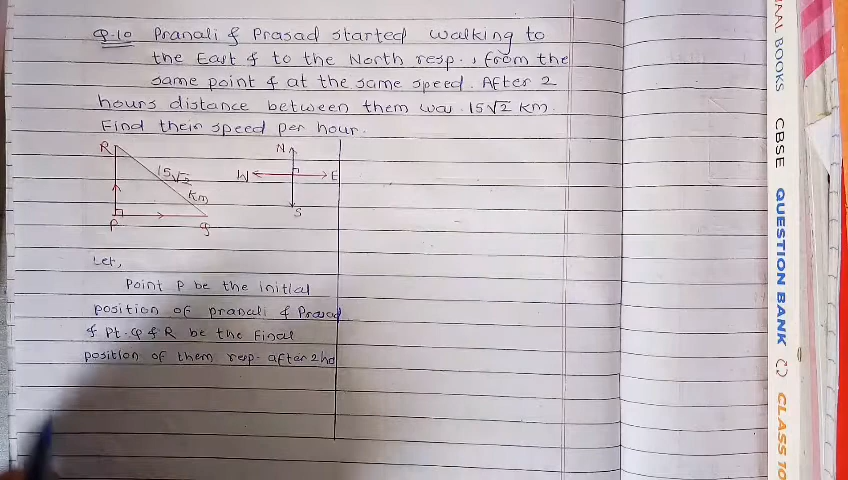 Q.10 Pranali & Prasad started walking to
the East & to the North resp., from the
same point & at the same speed. After 2
hours distance between them was 15√2 km.
Find their speed per hour.
R
15√2
km
P
Q
N
W
E
S
Let,
Point P be the initial
position of pranali & Prasad
& Pt. Q & R be the Final
position of them resp. after 2
CBSE QUESTION BANK CLASS 10
BOOKS